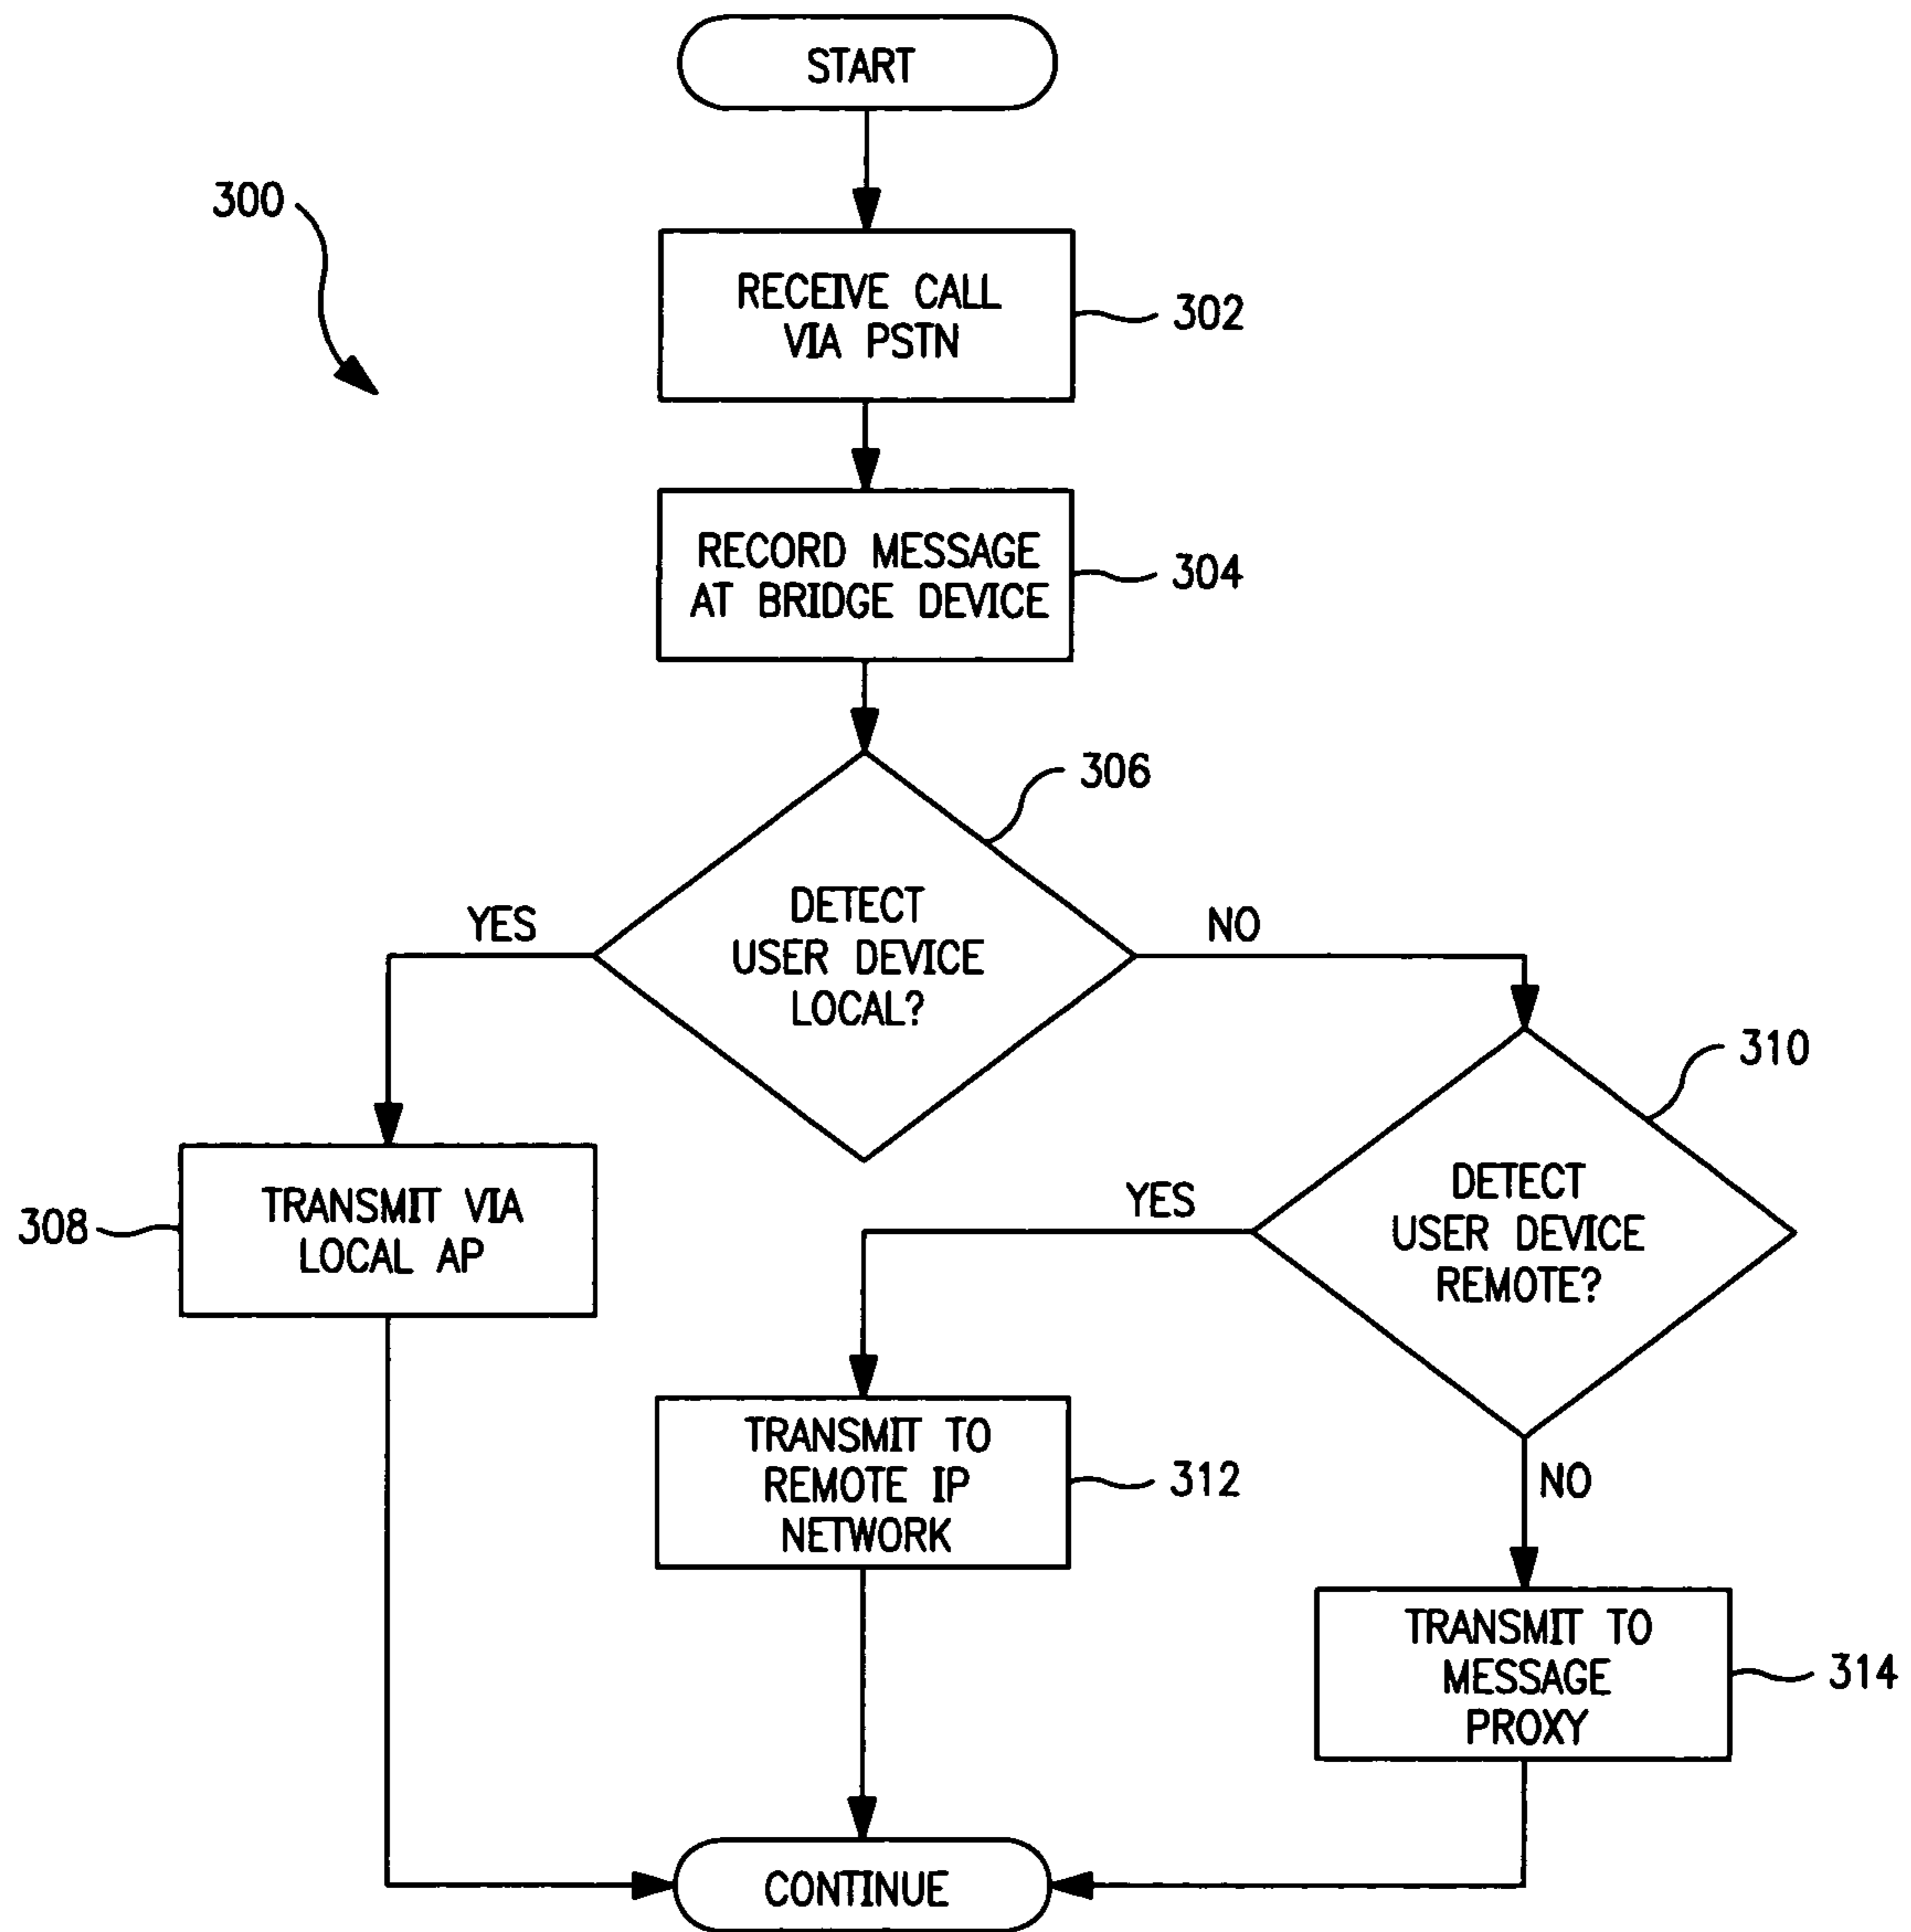 START
300
RECEIVE CALL
VIA PSTN
302
RECORD MESSAGE
AT BRIDGE DEVICE
304
306
DETECT
USER DEVICE
LOCAL?
YES
NO
310
TRANSMIT VIA
LOCAL AP
308
DETECT
USER DEVICE
REMOTE?
YES
NO
TRANSMIT TO
REMOTE IP
NETWORK
312
TRANSMIT TO
MESSAGE
PROXY
314
CONTINUE